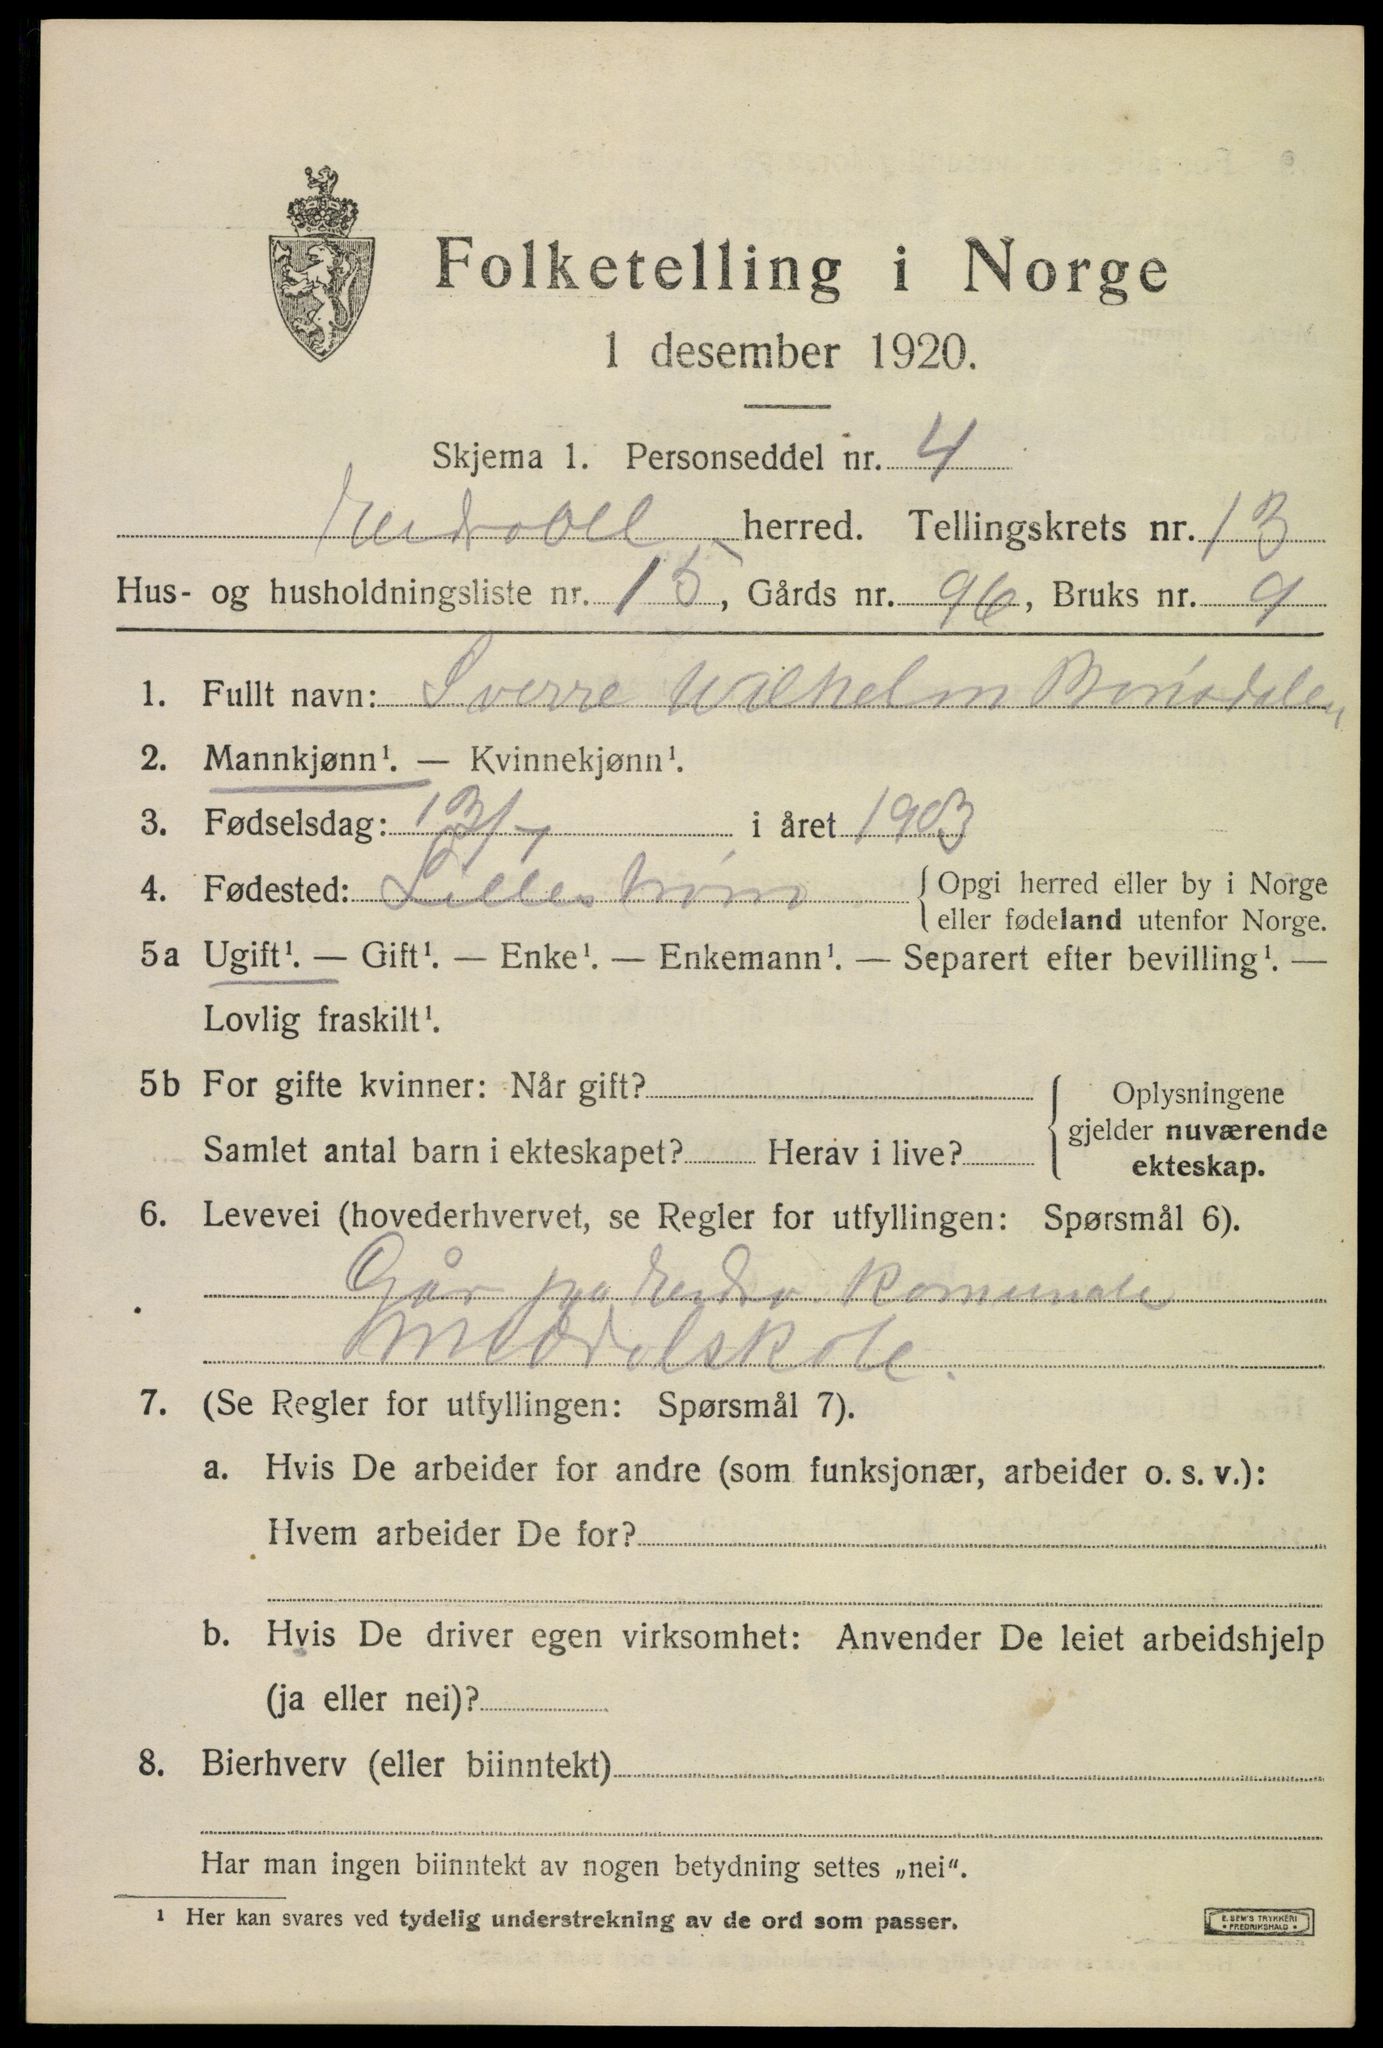 Folketelling i Norge
1 desember 1920.
Skjema 1. Personseddel nr. 4
herred. Tellingskrets nr. 13
Hus- og husholdningsliste nr. 15, Gårds nr. 96, Bruks nr. 9
1. Fullt navn: Sverre Wilhelm
2. Mannkjønn¹. — Kvinnekjønn¹.
3. Fødselsdag: 13/7 i året 1903
4. Fødested: Lillestrøm { Opgi herred eller by i Norge
eller fødeland utenfor Norge.
5a Ugift¹. — Gift¹. — Enke¹. — Enkemann¹. — Separert efter bevilling¹. —
Lovlig fraskilt¹.
5b For gifte kvinner: Når gift?
Samlet antal barn i ekteskapet? Herav i live?
{ Oplysningene
gjelder nuværende
ekteskap.
6. Levevei (hovederhvervet, se Regler for utfyllingen: Spørsmål 6).
Går på komunale
middelskole.
7. (Se Regler for utfyllingen: Spørsmål 7).
a. Hvis De arbeider for andre (som funksjonær, arbeider o. s. v.):
Hvem arbeider De for?
b. Hvis De driver egen virksomhet: Anvender De leiet arbeidshjelp
(ja eller nei)?
8. Bierhverv (eller biinntekt)
Har man ingen biinntekt av nogen betydning settes „nei“.
¹ Her kan svares ved tydelig understrekning av de ord som passer.
E. SEM'S TRYKKERI
• FREDRIKSHALD •